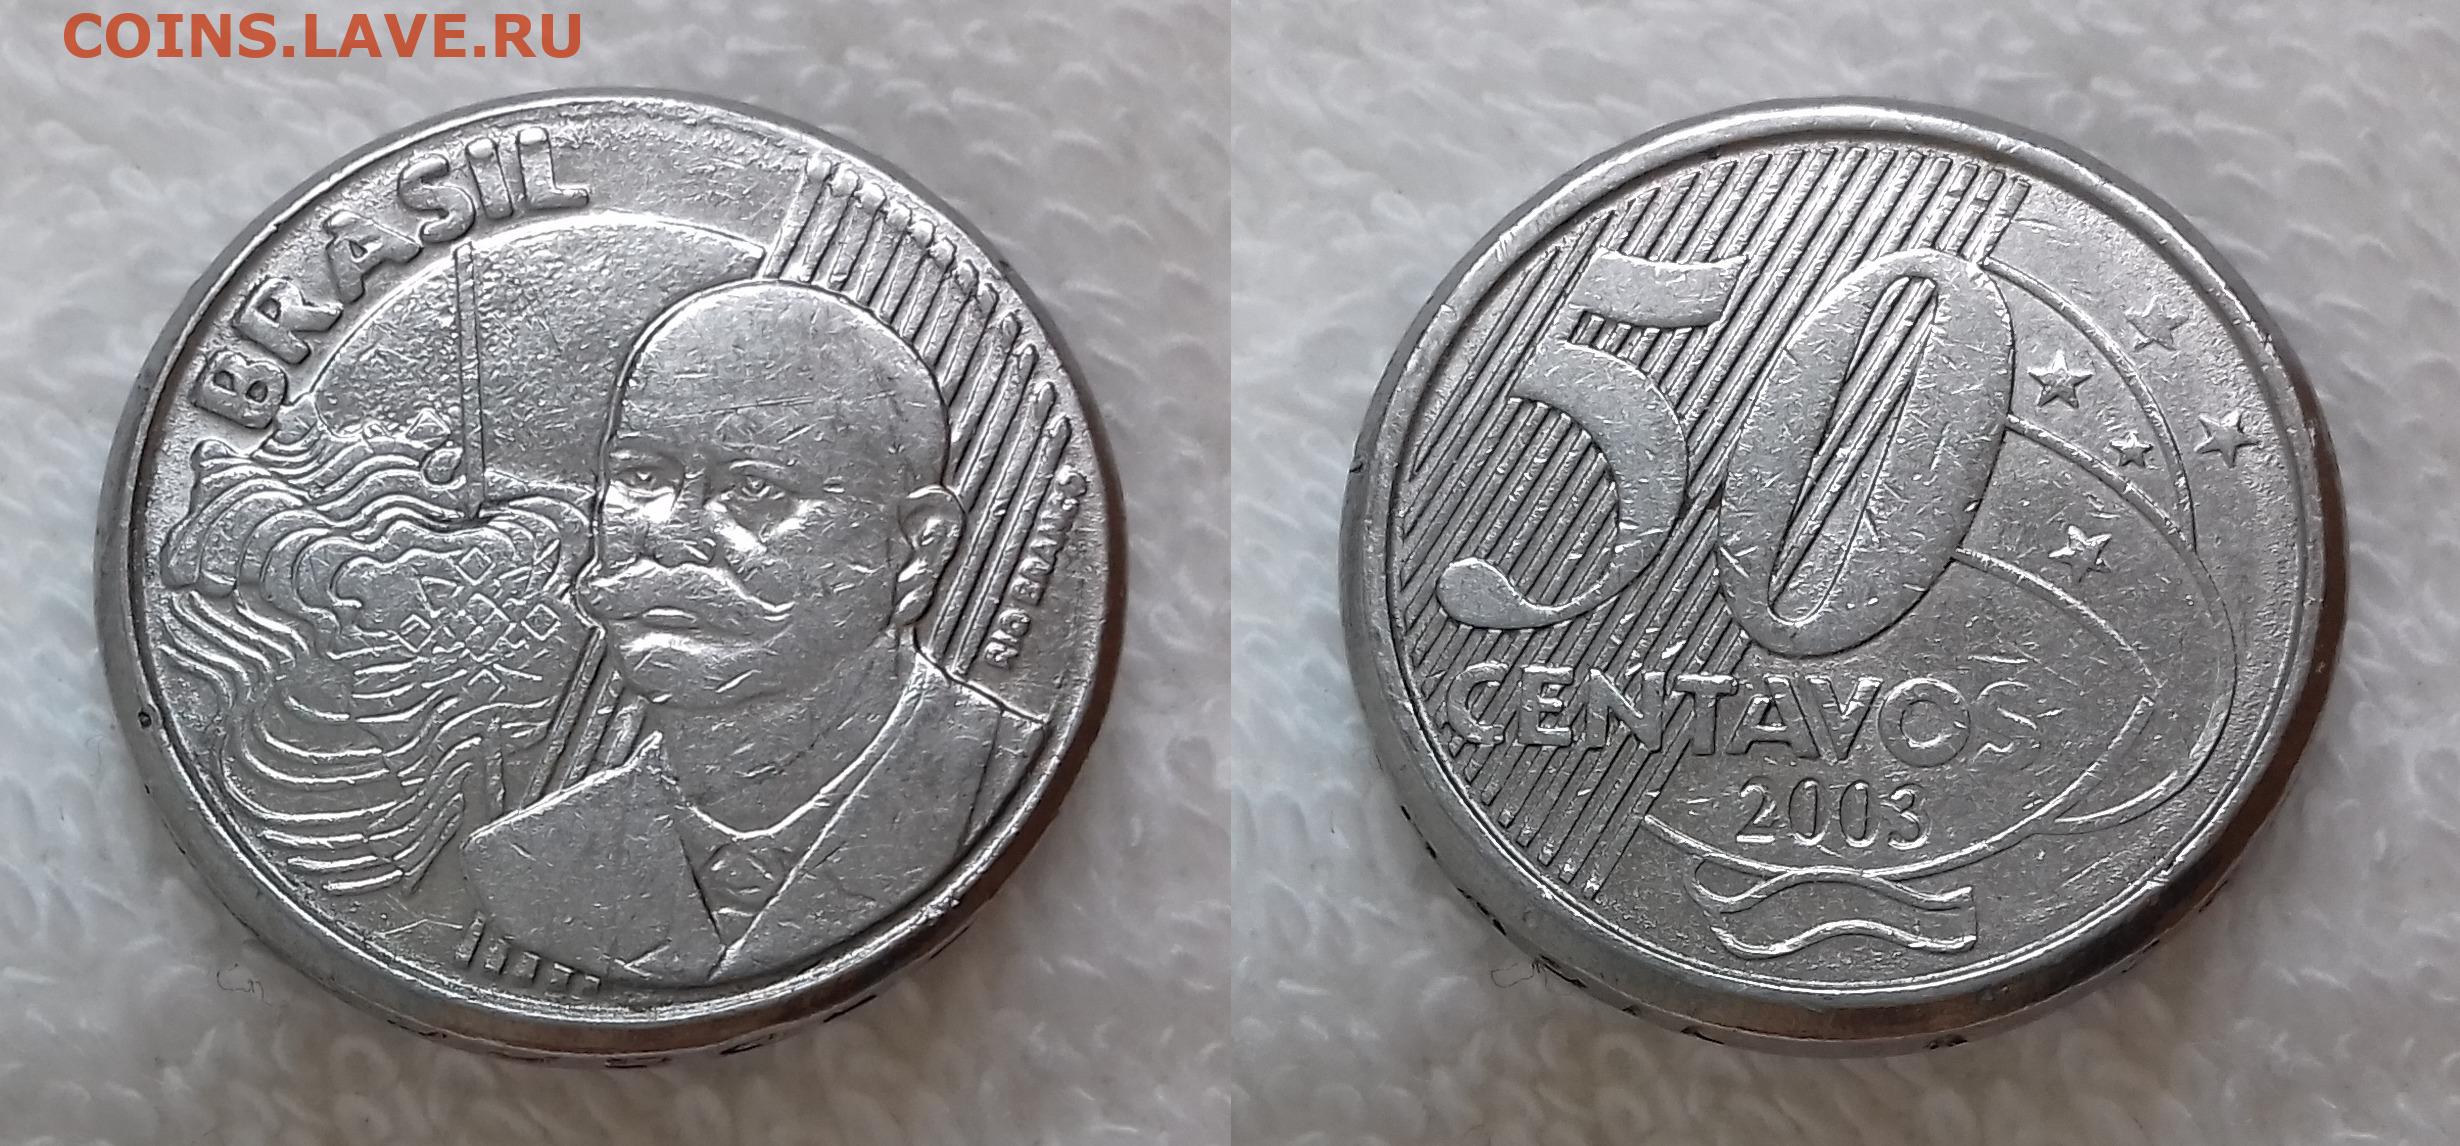 COINS.LAVE.RU
BRASIL
RIO BRANCO
50
CENTAVOS
2003